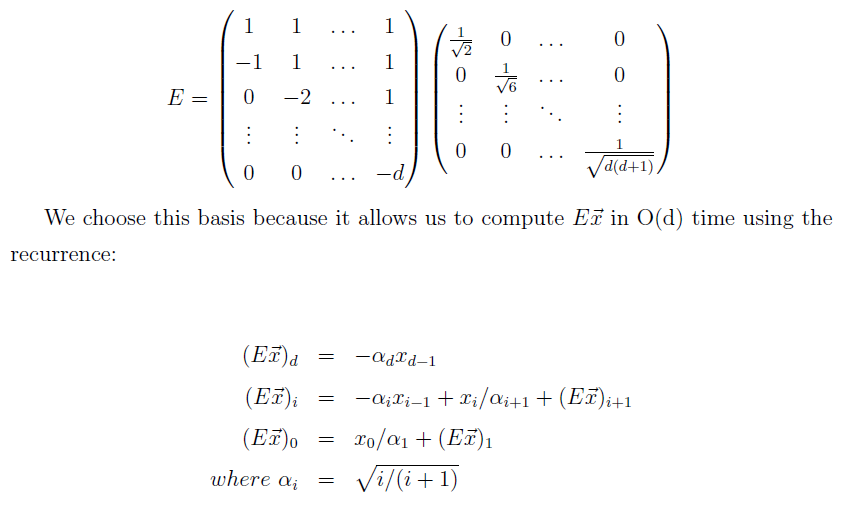 E = \begin{pmatrix} 1 & 1 & \dots & 1 \\ -1 & 1 & \dots & 1 \\ 0 & -2 & \dots & 1 \\ \vdots & \vdots & \ddots & \vdots \\ 0 & 0 & \dots & -d \end{pmatrix} \begin{pmatrix} \frac{1}{\sqrt{2}} & 0 & \dots & 0 \\ 0 & \frac{1}{\sqrt{6}} & \dots & 0 \\ \vdots & \vdots & \ddots & \vdots \\ 0 & 0 & \dots & \frac{1}{\sqrt{d(d+1)}} \end{pmatrix}
We choose this basis because it allows us to compute E\vec{x} in O(d) time using the
recurrence:
(E\vec{x})_d = -\alpha_d x_{d-1}
(E\vec{x})_i = -\alpha_i x_{i-1} + x_i/\alpha_{i+1} + (E\vec{x})_{i+1}
(E\vec{x})_0 = x_0/\alpha_1 + (E\vec{x})_1
where \alpha_i = \sqrt{i/(i+1)}